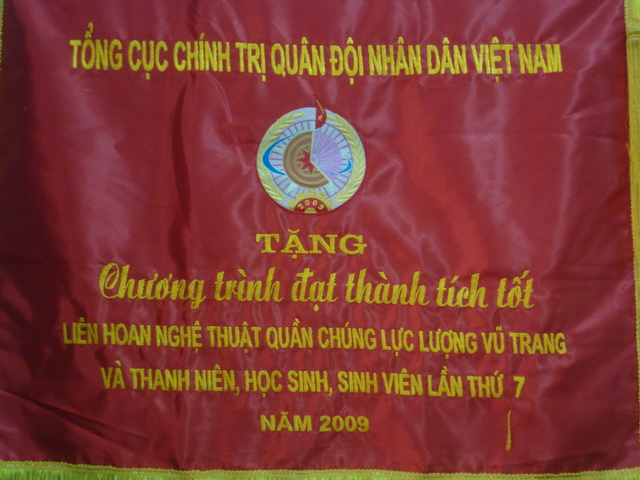 TỔNG CỤC CHÍNH TRỊ QUÂN ĐỘI NHÂN DÂN VIỆT NAM
2009
TẶNG
Chương trình đạt thành tích tốt
LIÊN HOAN NGHỆ THUẬT QUẦN CHÚNG LỰC LƯỢNG VŨ TRANG
VÀ THANH NIÊN, HỌC SINH, SINH VIÊN LẦN THỨ 7
NĂM 2009